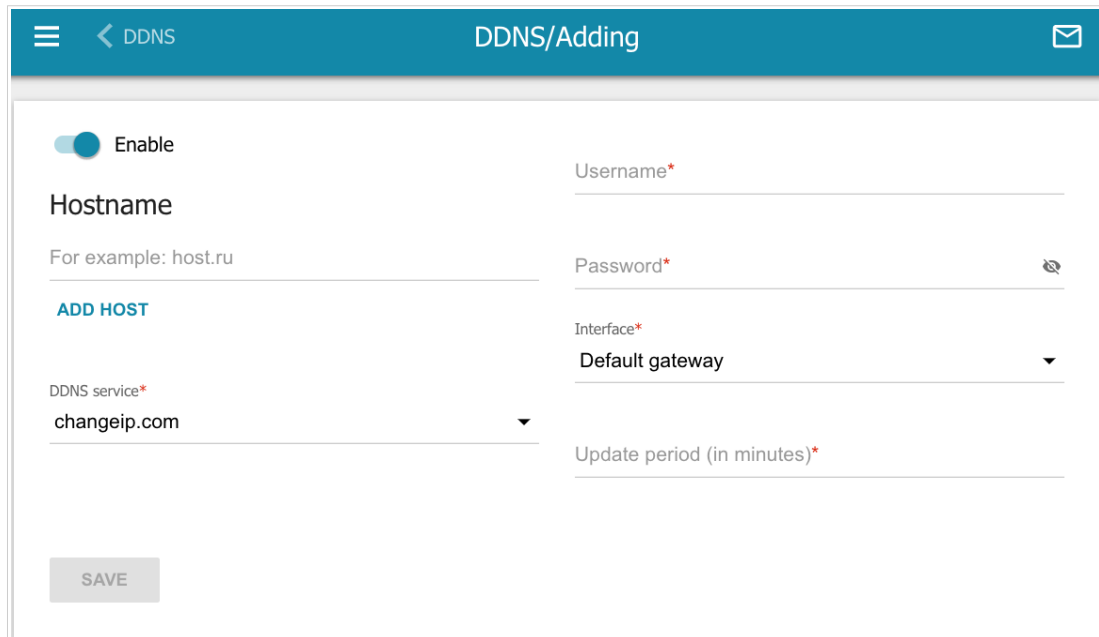 DDNS
DDNS/Adding
Enable
Hostname
For example: host.ru
ADD HOST
DDNS service*
changeip.com
Username*
Password*
Interface*
Default gateway
Update period (in minutes)*
SAVE